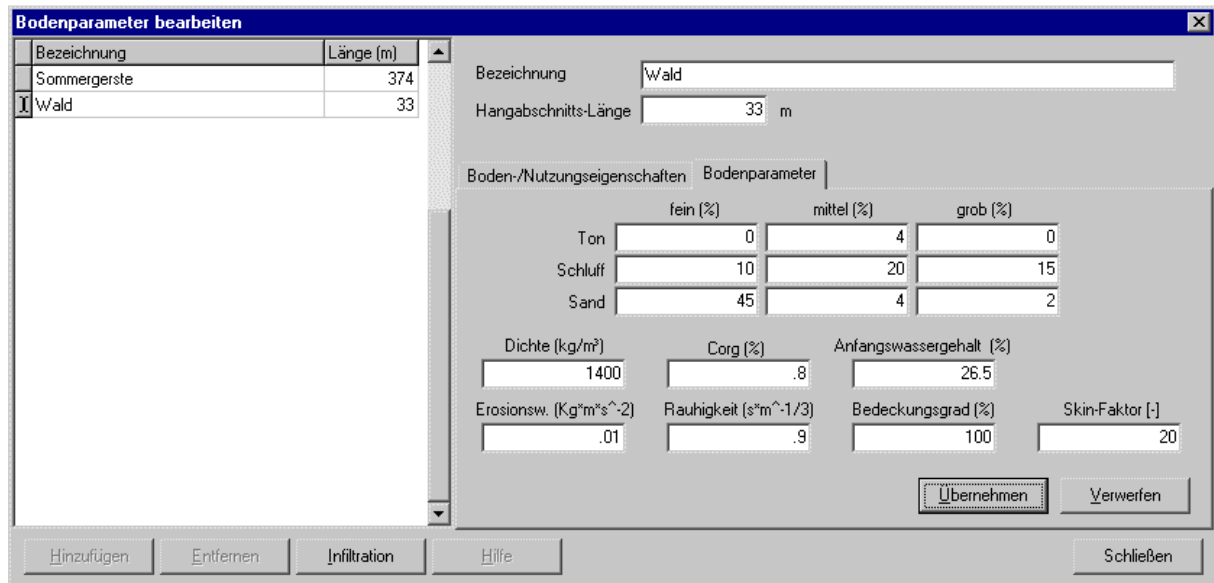 Bodenparameter bearbeiten
Bezeichnung Länge (m)
Sommergerste 374
Wald 33
Bezeichnung Wald
Hangabschnitts-Länge 33 m
Boden-/Nutzungseigenschaften Bodenparameter
fein (%) mittel (%) grob (%)
Ton 0 4 0
Schluff 10 20 15
Sand 45 4 2
Dichte (kg/m³) Corg (%) Anfangswassergehalt (%)
1400 .8 26.5
Erosionsw. (Kg*m*s^-2) Rauhigkeit (s*m^-1/3) Bedeckungsgrad (%) Skin-Faktor [-]
.01 .9 100 20
Übernehmen Verwerfen
Hinzufügen Entfernen Infiltration Hilfe Schließen